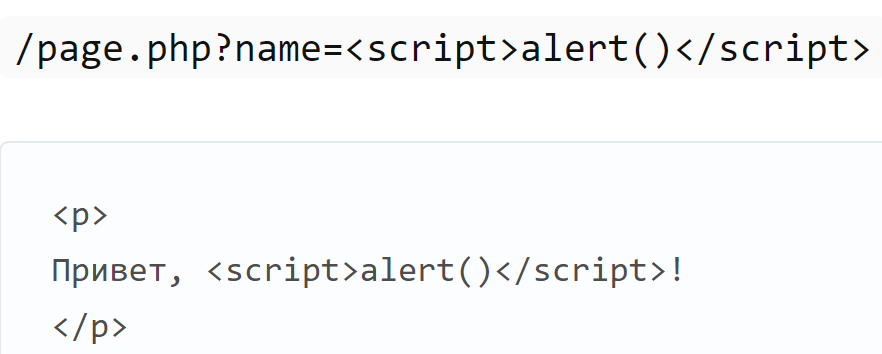 /page.php?name=<script>alert()</script>
<p>
Привет, <script>alert()</script>!
</p>